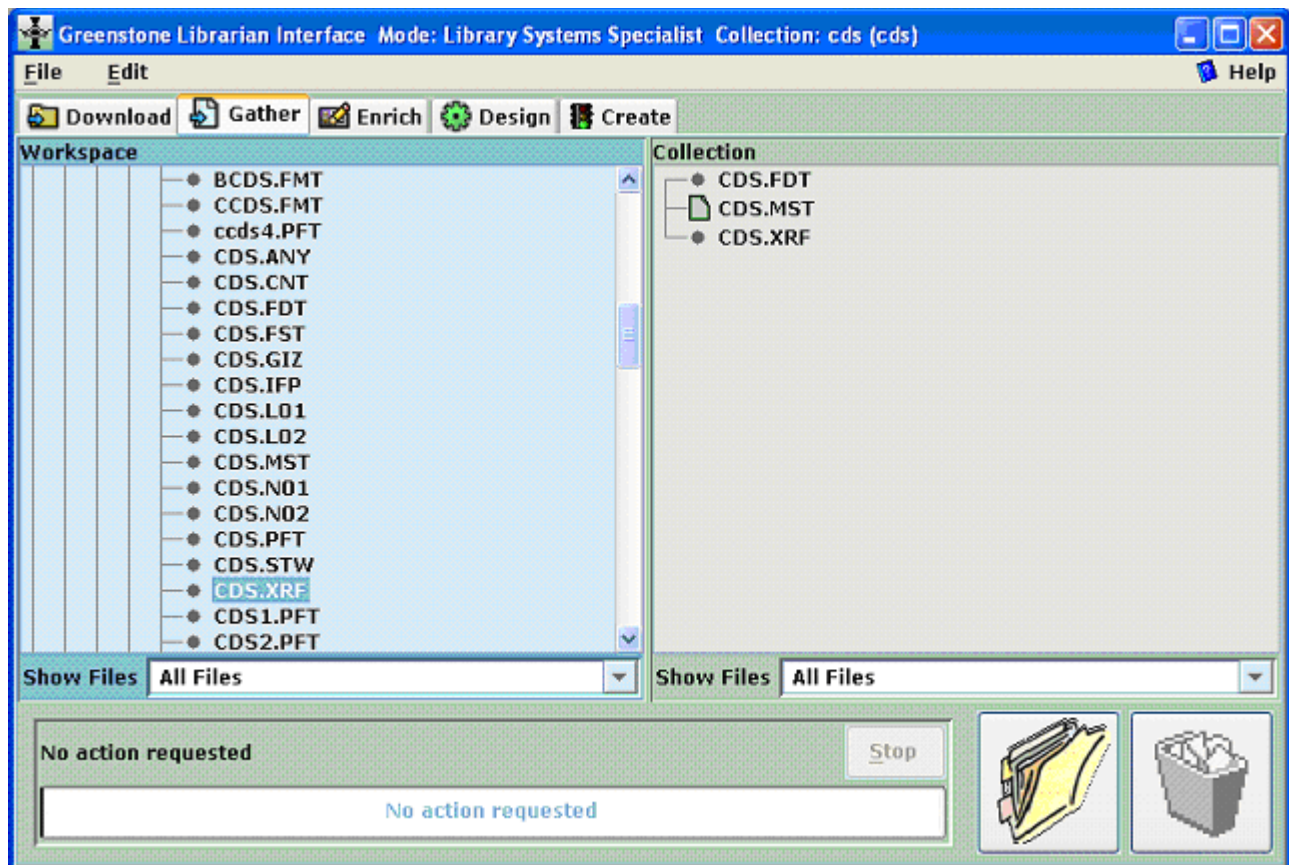 Greenstone Librarian Interface Mode: Library Systems Specialist Collection: cds (cds)
File Edit Help
Download Gather Enrich Design Create
Workspace
BCDS.FMT
CCDS.FMT
ccds4.PFT
CDS.ANY
CDS.CNT
CDS.FDT
CDS.FST
CDS.GIZ
CDS.IFP
CDS.L01
CDS.L02
CDS.MST
CDS.N01
CDS.N02
CDS.PFT
CDS.STW
CDS.XRF
CDS1.PFT
CDS2.PFT
Show Files All Files
Collection
CDS.FDT
CDS.MST
CDS.XRF
Show Files All Files
No action requested
Stop
No action requested